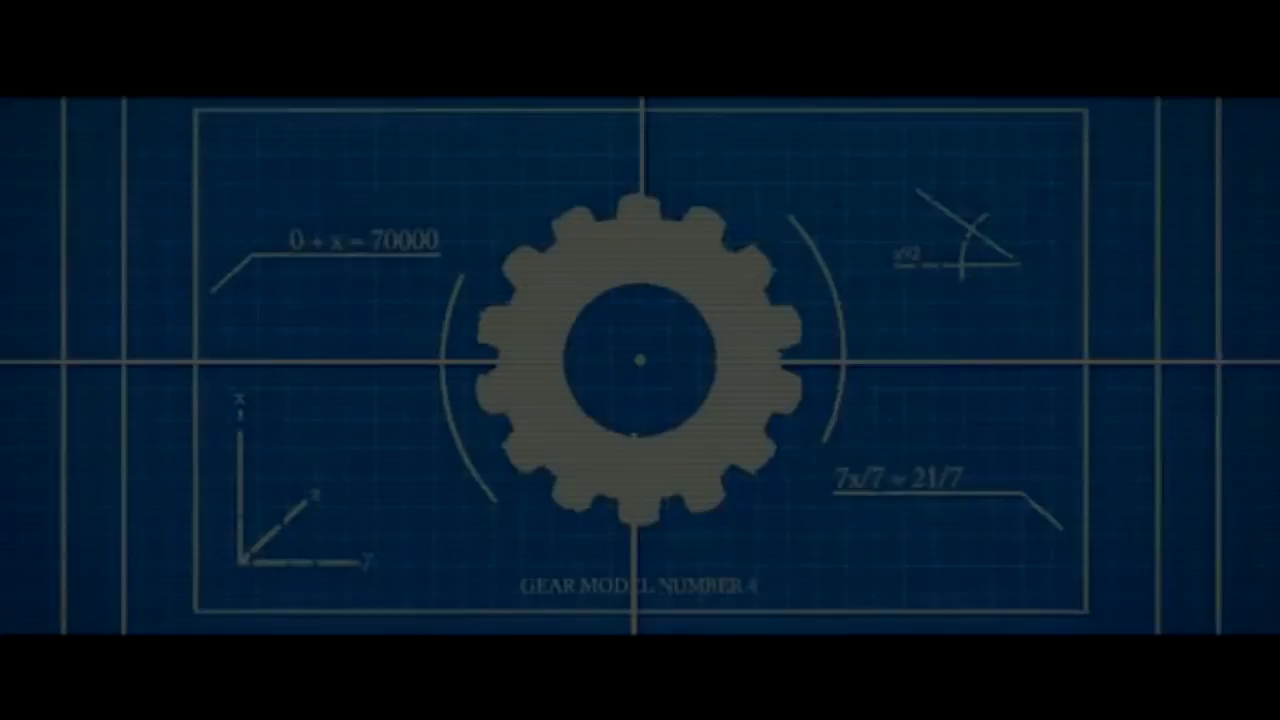 0 + x = 70000
x
z
y
7x/7 = 21/7
GEAR MODEL NUMBER 4